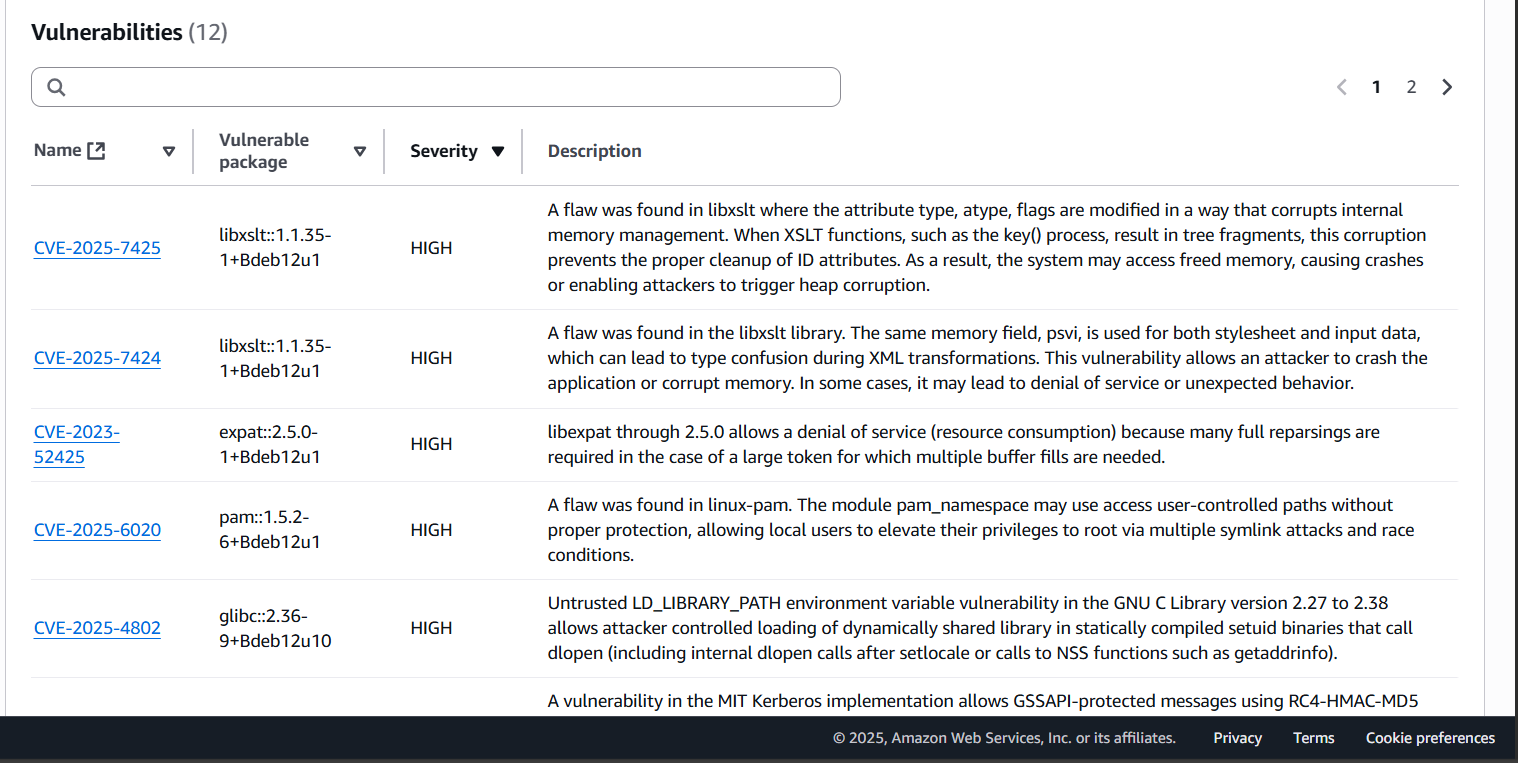 Vulnerabilities (12)
1 2
Name
Vulnerable
package
Severity
Description
CVE-2025-7425
libxslt::1.1.35-
1+Bdeb12u1
HIGH
A flaw was found in libxslt where the attribute type, atype, flags are modified in a way that corrupts internal
memory management. When XSLT functions, such as the key() process, result in tree fragments, this corruption
prevents the proper cleanup of ID attributes. As a result, the system may access freed memory, causing crashes
or enabling attackers to trigger heap corruption.
CVE-2025-7424
libxslt::1.1.35-
1+Bdeb12u1
HIGH
A flaw was found in the libxslt library. The same memory field, psvi, is used for both stylesheet and input data,
which can lead to type confusion during XML transformations. This vulnerability allows an attacker to crash the
application or corrupt memory. In some cases, it may lead to denial of service or unexpected behavior.
CVE-2023-
52425
expat::2.5.0-
1+Bdeb12u1
HIGH
libexpat through 2.5.0 allows a denial of service (resource consumption) because many full reparsings are
required in the case of a large token for which multiple buffer fills are needed.
CVE-2025-6020
pam::1.5.2-
6+Bdeb12u1
HIGH
A flaw was found in linux-pam. The module pam_namespace may use access user-controlled paths without
proper protection, allowing local users to elevate their privileges to root via multiple symlink attacks and race
conditions.
CVE-2025-4802
glibc::2.36-
9+Bdeb12u10
HIGH
Untrusted LD_LIBRARY_PATH environment variable vulnerability in the GNU C Library version 2.27 to 2.38
allows attacker controlled loading of dynamically shared library in statically compiled setuid binaries that call
dlopen (including internal dlopen calls after setlocale or calls to NSS functions such as getaddrinfo).
A vulnerability in the MIT Kerberos implementation allows GSSAPI-protected messages using RC4-HMAC-MD5
© 2025, Amazon Web Services, Inc. or its affiliates. Privacy Terms Cookie preferences